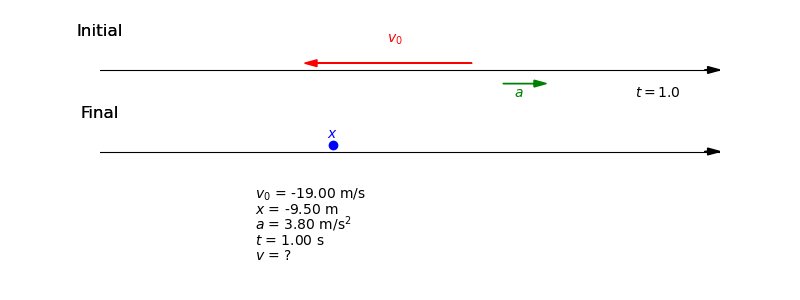 Initial
v₀
a
t = 1.0
Final
x
v₀ = -19.00 m/s
x = -9.50 m
a = 3.80 m/s²
t = 1.00 s
v = ?